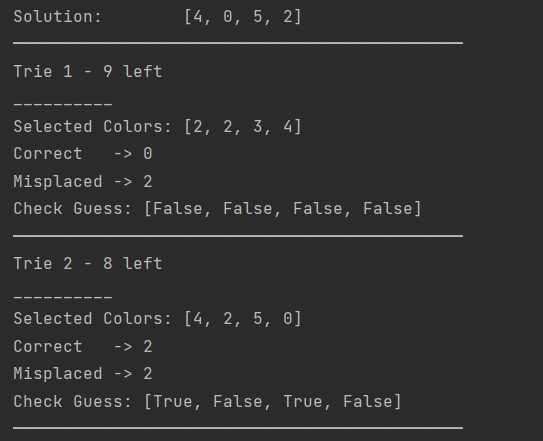 Solution:        [4, 0, 5, 2]
Trie 1 - 9 left
__________
Selected Colors: [2, 2, 3, 4]
Correct   -> 0
Misplaced -> 2
Check Guess: [False, False, False, False]
Trie 2 - 8 left
__________
Selected Colors: [4, 2, 5, 0]
Correct   -> 2
Misplaced -> 2
Check Guess: [True, False, True, False]